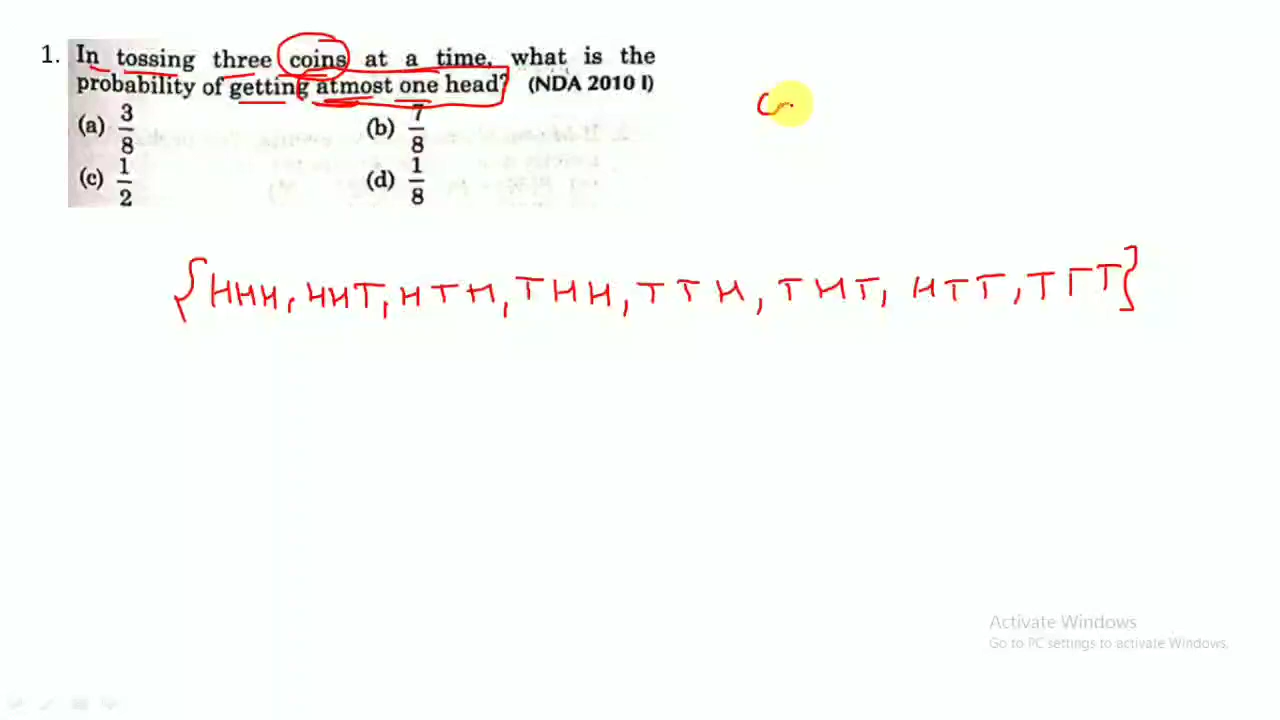 1. In tossing three coins at a time, what is the
probability of getting atmost one head? (NDA 2010 I)
(a) 3/8 (b) 7/8
(c) 1/2 (d) 1/8
{HHH, HHT, HTH, THH, TTH, THT, HTT, TTT}
Activate Windows
Go to PC settings to activate Windows.